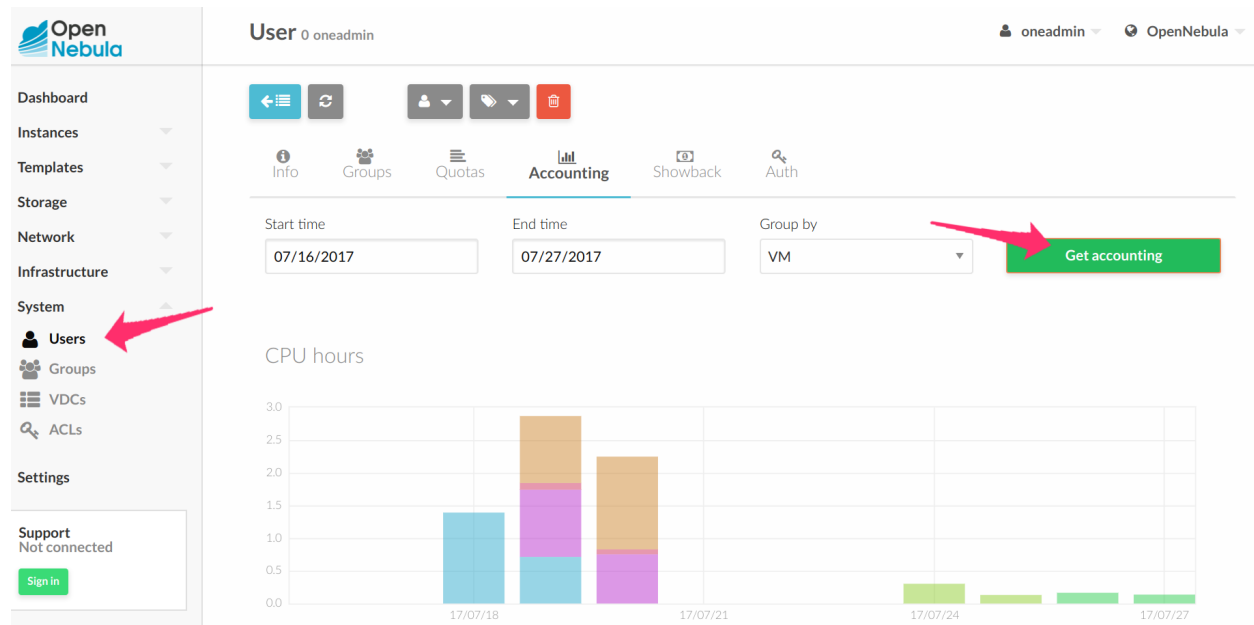 Open
Nebula
User 0 oneadmin
oneadmin
OpenNebula
Dashboard
Instances
Templates
Storage
Network
Infrastructure
System
Users
Groups
VDCs
ACLs
Settings
Support
Not connected
Sign in
Info
Groups
Quotas
Accounting
Showback
Auth
Start time
End time
Group by
07/16/2017
07/27/2017
VM
Get accounting
CPU hours
3.0
2.5
2.0
1.5
1.0
0.5
0.0
17/07/18
17/07/21
17/07/24
17/07/27